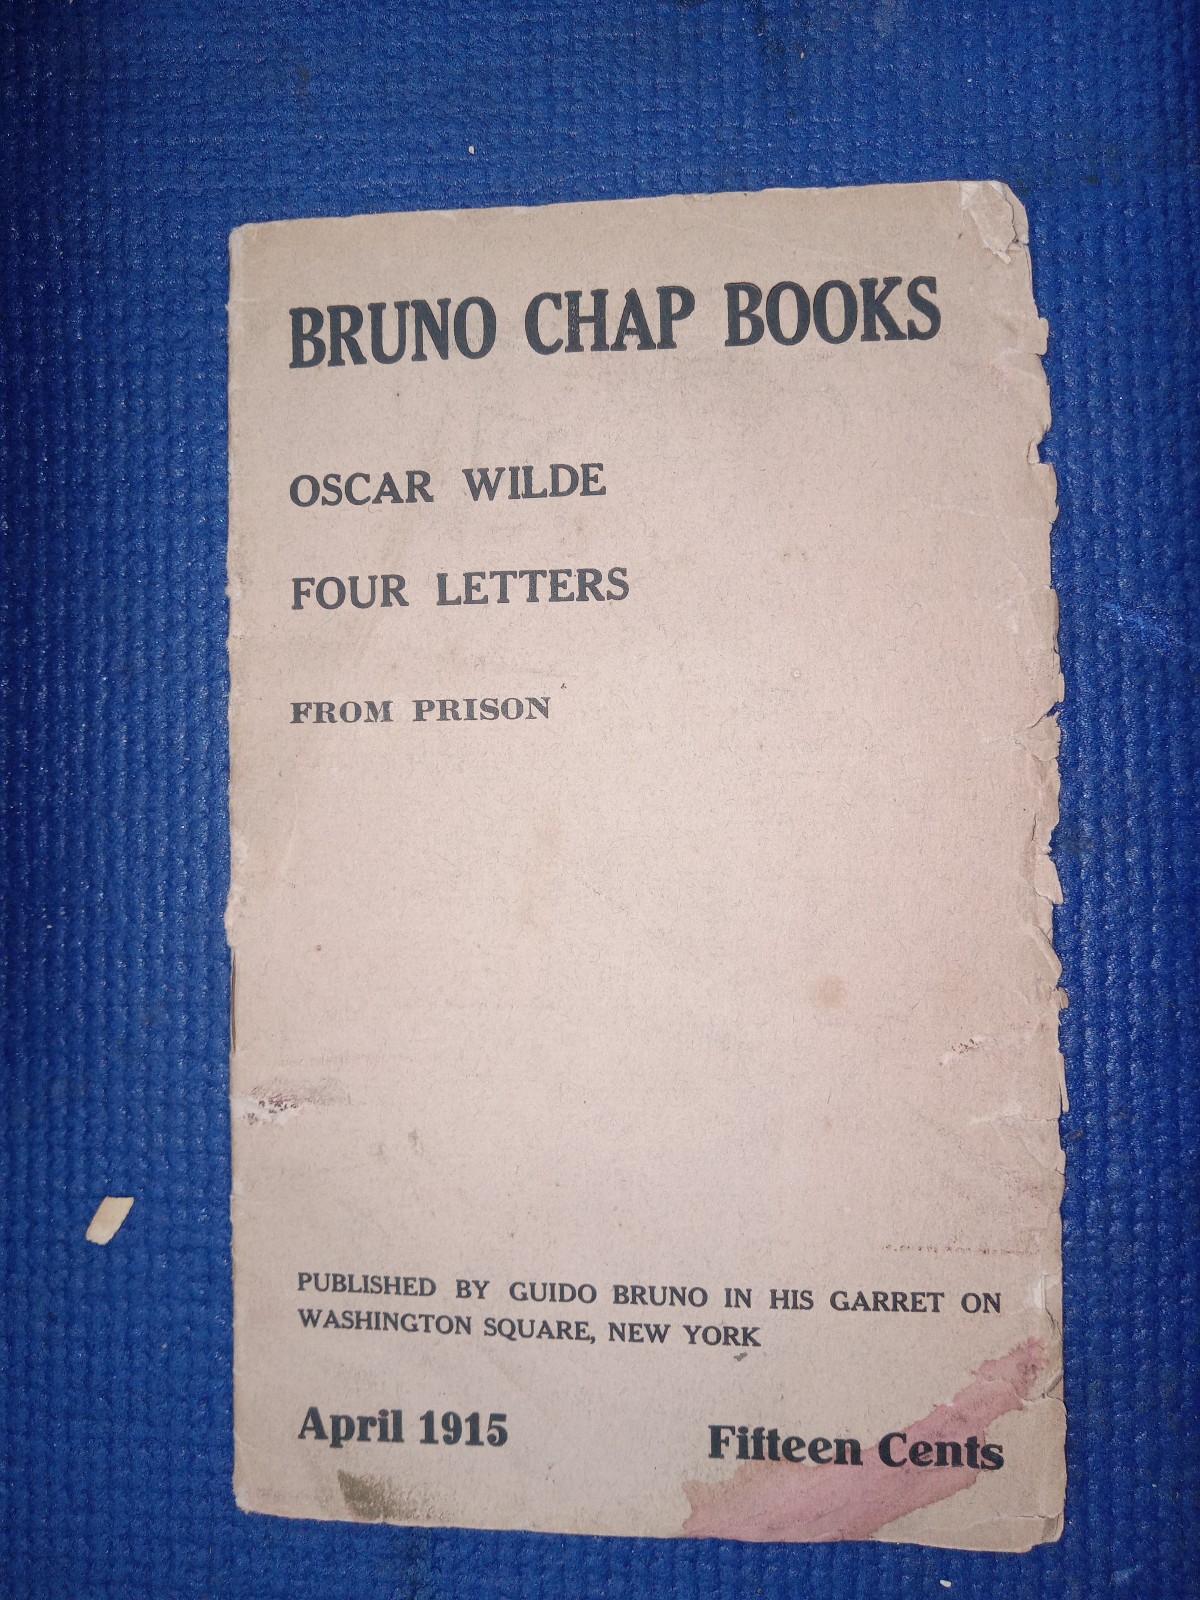 BRUNO CHAP BOOKS
OSCAR WILDE
FOUR LETTERS
FROM PRISON
PUBLISHED BY GUIDO BRUNO IN HIS GARRET ON
WASHINGTON SQUARE, NEW YORK
April 1915 Fifteen Cents